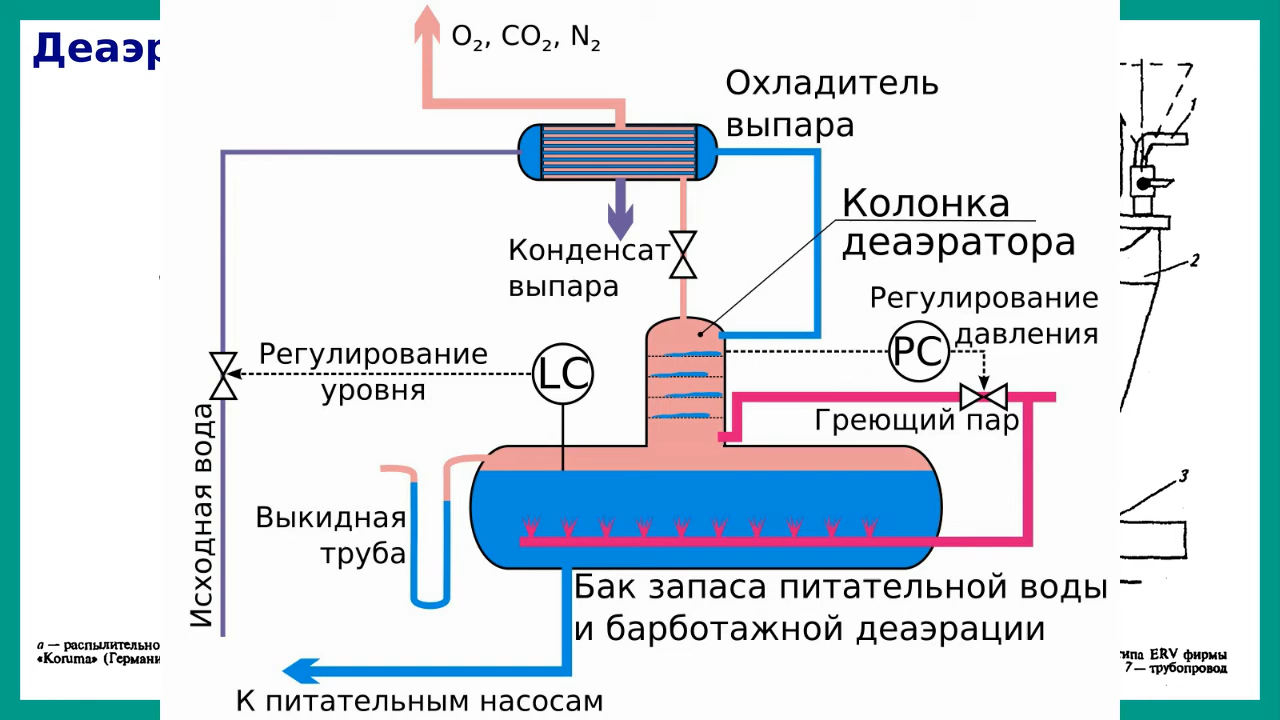 Деаэр
O₂, CO₂, N₂
Охладитель
выпара
Колонка
деаэратора
Конденсат
выпара
Регулирование
давления
PC
Регулирование
уровня
LC
Греющий пар
Исходная вода
Выкидная
труба
Бак запаса питательной воды
и барботажной деаэрации
К питательным насосам
1
2
3
а — распылительно
«Koruma» (Германи
типа ERV фирмы
7 — трубопровод